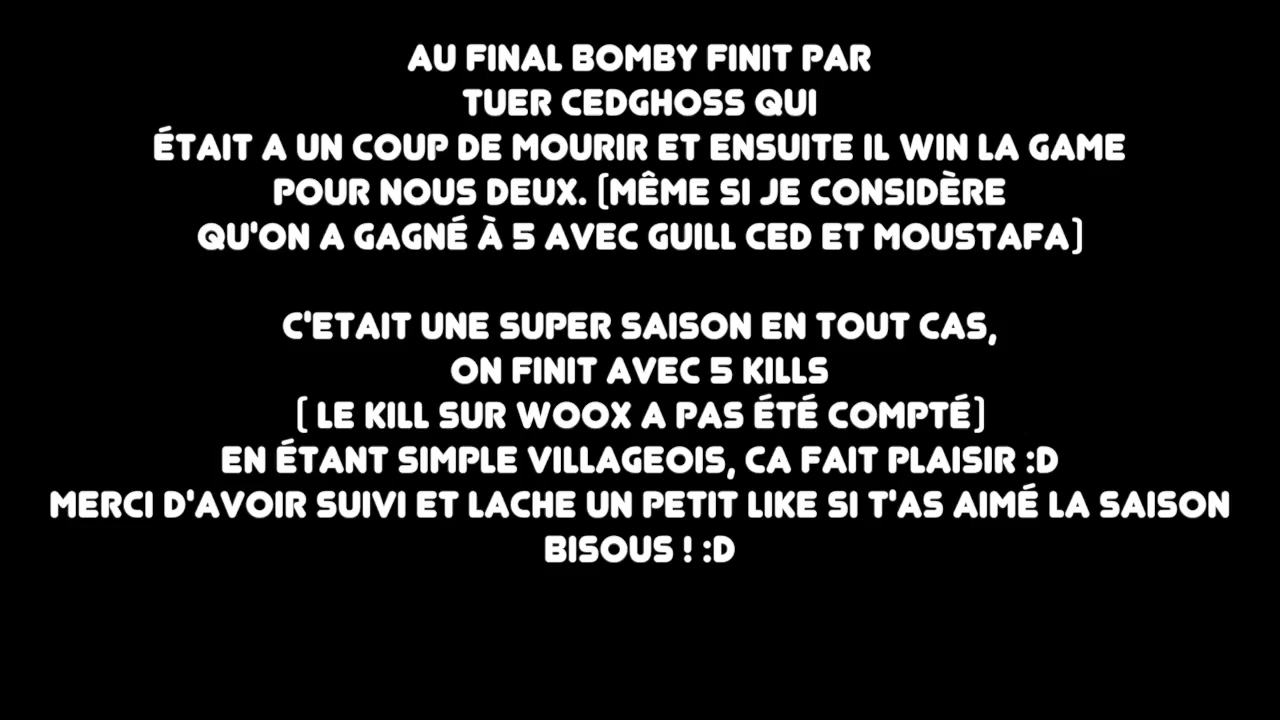 AU FINAL BOMBY FINIT PAR
TUER CEDGHOSS QUI
ÉTAIT A UN COUP DE MOURIR ET ENSUITE IL WIN LA GAME
POUR NOUS DEUX. (MÊME SI JE CONSIDÈRE
QU'ON A GAGNÉ À 5 AVEC GUILL CED ET MOUSTAFA)
C'ETAIT UNE SUPER SAISON EN TOUT CAS,
ON FINIT AVEC 5 KILLS
( LE KILL SUR WOOX A PAS ÉTÉ COMPTÉ)
EN ÉTANT SIMPLE VILLAGEOIS, CA FAIT PLAISIR :D
MERCI D'AVOIR SUIVI ET LACHE UN PETIT LIKE SI T'AS AIMÉ LA SAISON
BISOUS ! :D